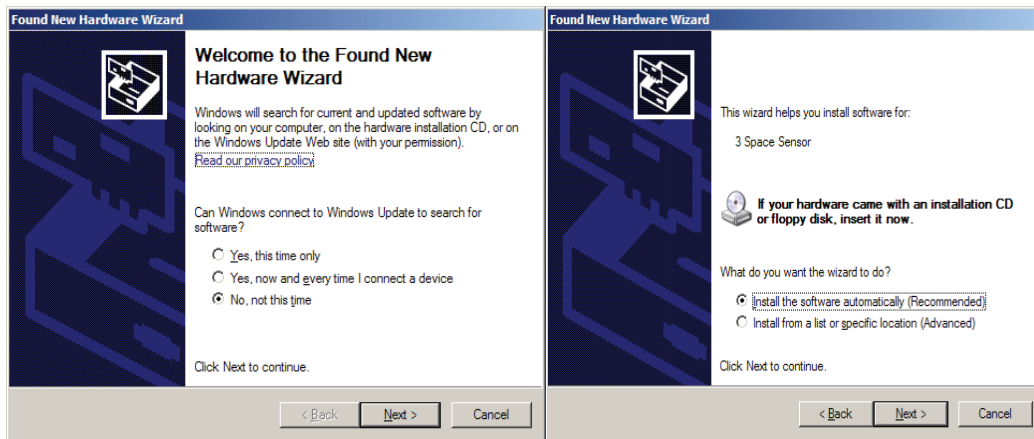 Found New Hardware Wizard
Welcome to the Found New
Hardware Wizard
Windows will search for current and updated software by
looking on your computer, on the hardware installation CD, or on
the Windows Update Web site (with your permission).
Read our privacy policy
Can Windows connect to Windows Update to search for
software?
Yes, this time only
Yes, now and every time I connect a device
No, not this time
Click Next to continue.
< Back
Next >
Cancel
Found New Hardware Wizard
This wizard helps you install software for:
3 Space Sensor
If your hardware came with an installation CD
or floppy disk, insert it now.
What do you want the wizard to do?
Install the software automatically (Recommended)
Install from a list or specific location (Advanced)
Click Next to continue.
< Back
Next >
Cancel